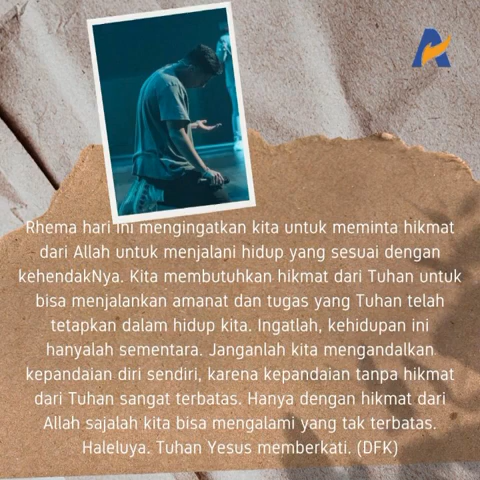 Rhema hari ini mengingatkan kita untuk meminta hikmat
dari Allah untuk menjalani hidup yang sesuai dengan
kehendakNya. Kita membutuhkan hikmat dari Tuhan untuk
bisa menjalankan amanat dan tugas yang Tuhan telah
tetapkan dalam hidup kita. Ingatlah, kehidupan ini
hanyalah sementara. Janganlah kita mengandalkan
kepandaian diri sendiri, karena kepandaian tanpa hikmat
dari Tuhan sangat terbatas. Hanya dengan hikmat dari
Allah sajalah kita bisa mengalami yang tak terbatas.
Haleluya. Tuhan Yesus memberkati. (DFK)